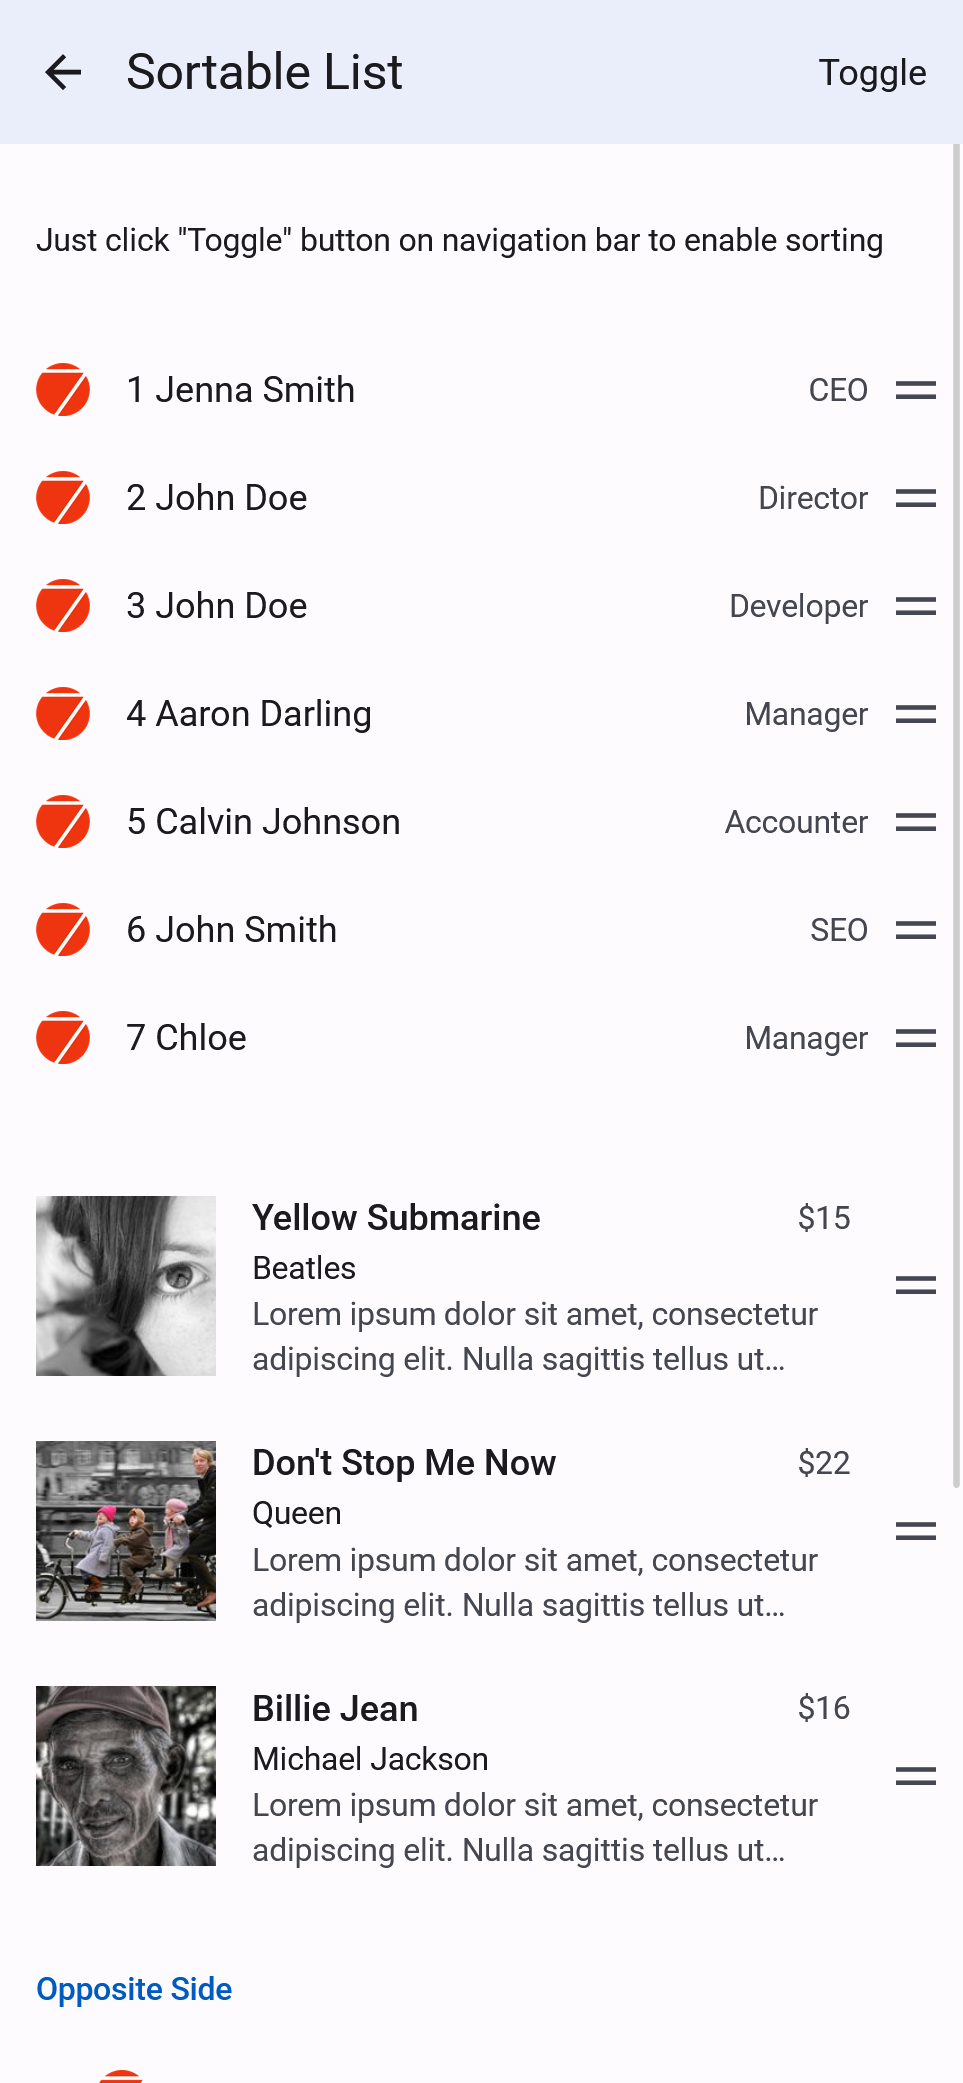 Sortable List
Toggle
Just click "Toggle" button on navigation bar to enable sorting
1 Jenna Smith CEO
2 John Doe Director
3 John Doe Developer
4 Aaron Darling Manager
5 Calvin Johnson Accounter
6 John Smith SEO
7 Chloe Manager
Yellow Submarine $15
Beatles
Lorem ipsum dolor sit amet, consectetur
adipiscing elit. Nulla sagittis tellus ut...
Don't Stop Me Now $22
Queen
Lorem ipsum dolor sit amet, consectetur
adipiscing elit. Nulla sagittis tellus ut...
Billie Jean $16
Michael Jackson
Lorem ipsum dolor sit amet, consectetur
adipiscing elit. Nulla sagittis tellus ut...
Opposite Side